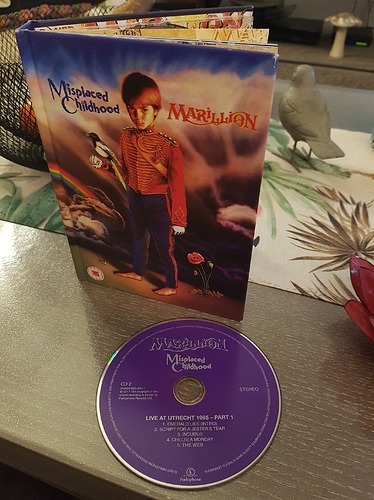 Misplaced
Childhood
MARILLION
MARILLION
Misplaced
Childhood
CD 2
STEREO
LIVE AT UTRECHT 1985 - PART 1
1. EMERALD LIES (INTRO)
2. SCRIPT FOR A JESTER'S TEAR
3. INCUBUS
4. CHELSEA MONDAY
5. THE WEB
Parlophone